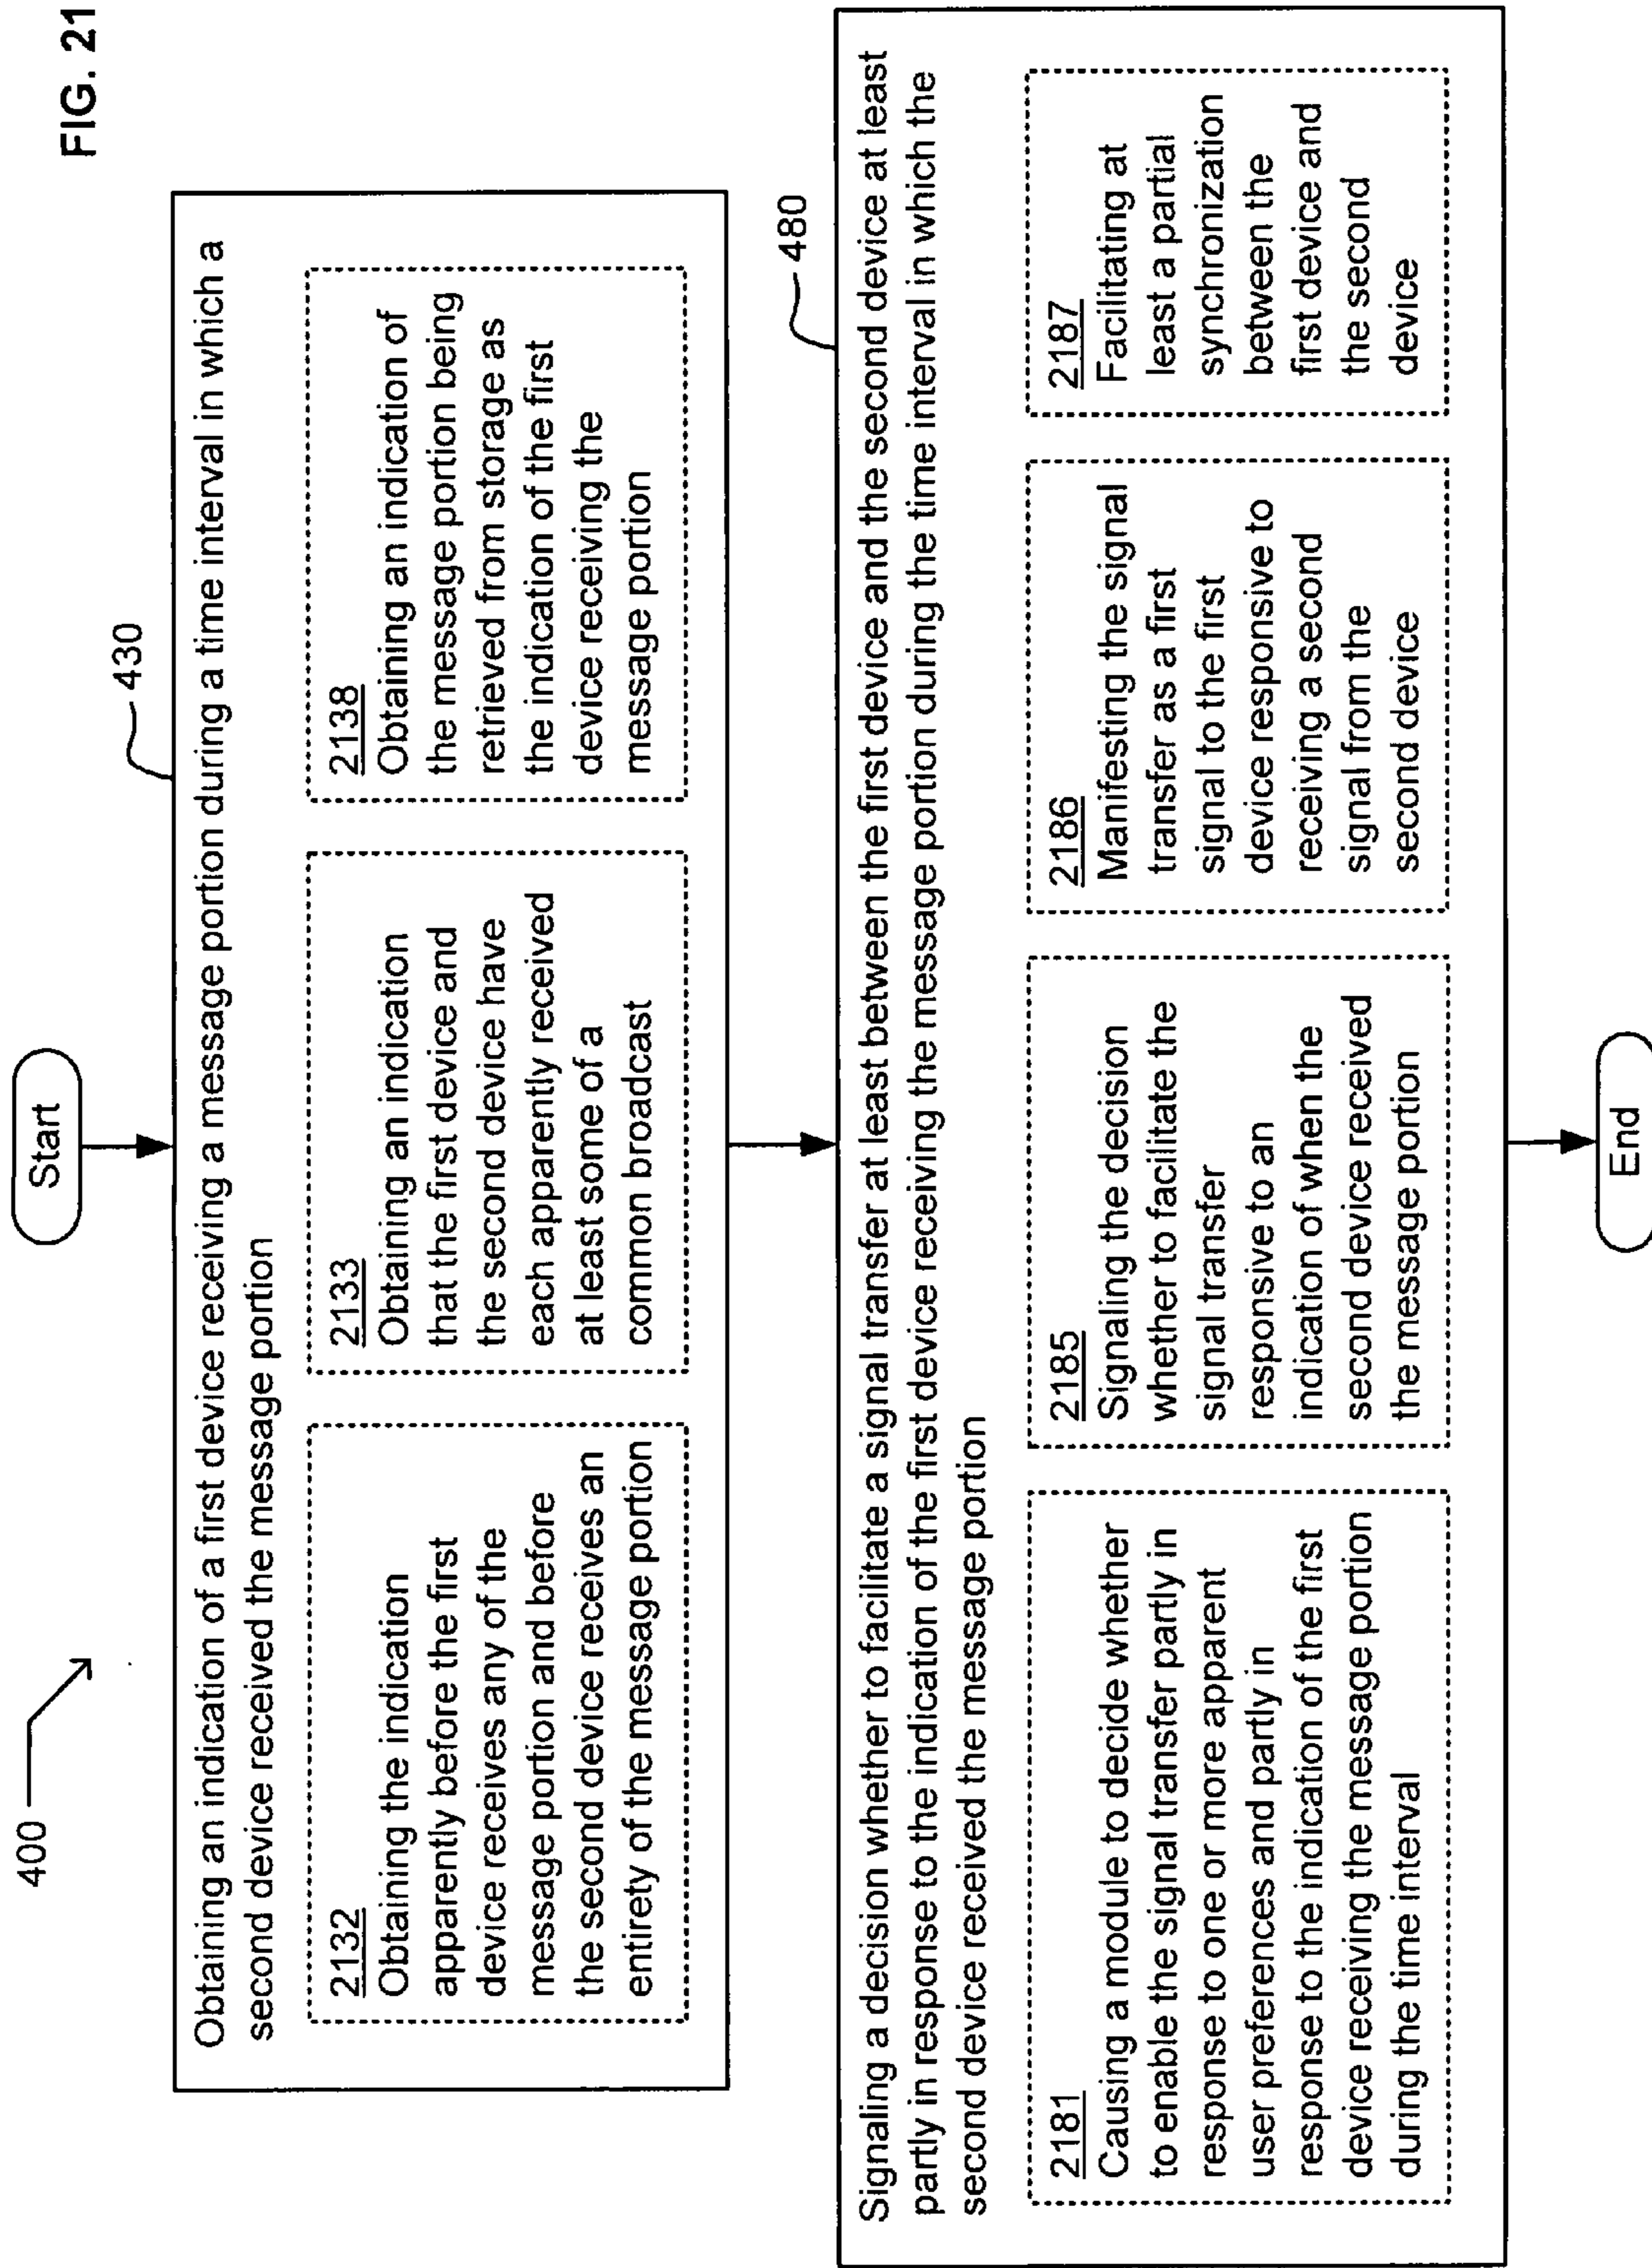 FIG. 21
400
Start
430
Obtaining an indication of a first device receiving a message portion during a time interval in which a
second device received the message portion
2132
Obtaining the indication
apparently before the first
device receives any of the
message portion and before
the second device receives an
entirety of the message portion
2133
Obtaining an indication
that the first device and
the second device have
each apparently received
at least some of a
common broadcast
2138
Obtaining an indication of
the message portion being
retrieved from storage as
the indication of the first
device receiving the
message portion
480
Signaling a decision whether to facilitate a signal transfer at least between the first device and the second device at least
partly in response to the indication of the first device receiving the message portion during the time interval in which the
second device received the message portion
2181
Causing a module to decide whether
to enable the signal transfer partly in
response to one or more apparent
user preferences and partly in
response to the indication of the first
device receiving the message portion
during the time interval
2185
Signaling the decision
whether to facilitate the
signal transfer
responsive to an
indication of when the
second device received
the message portion
2186
Manifesting the signal
transfer as a first
signal to the first
device responsive to
receiving a second
signal from the
second device
2187
Facilitating at
least a partial
synchronization
between the
first device and
the second
device
End